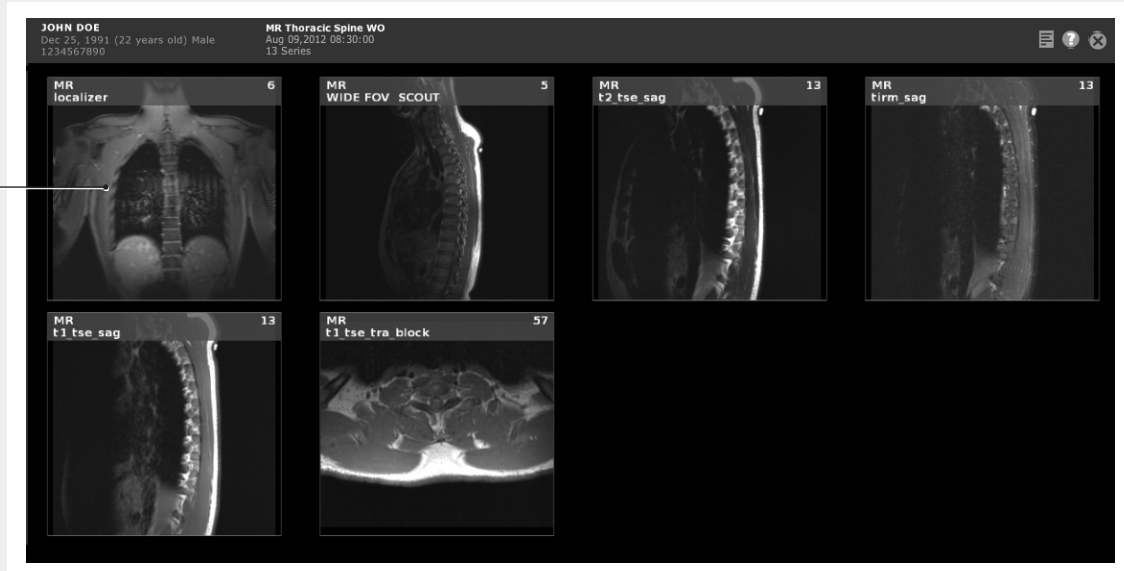 JOHN DOE
Dec 25, 1991 (22 years old) Male
1234567890
MR Thoracic Spine WO
Aug 09,2012 08:30:00
13 Series
?
MR 6
localizer
MR 5
WIDE FOV SCOUT
MR 13
t2_tse_sag
MR 13
tirm_sag
MR 13
t1_tse_sag
MR 57
t1_tse_tra_block